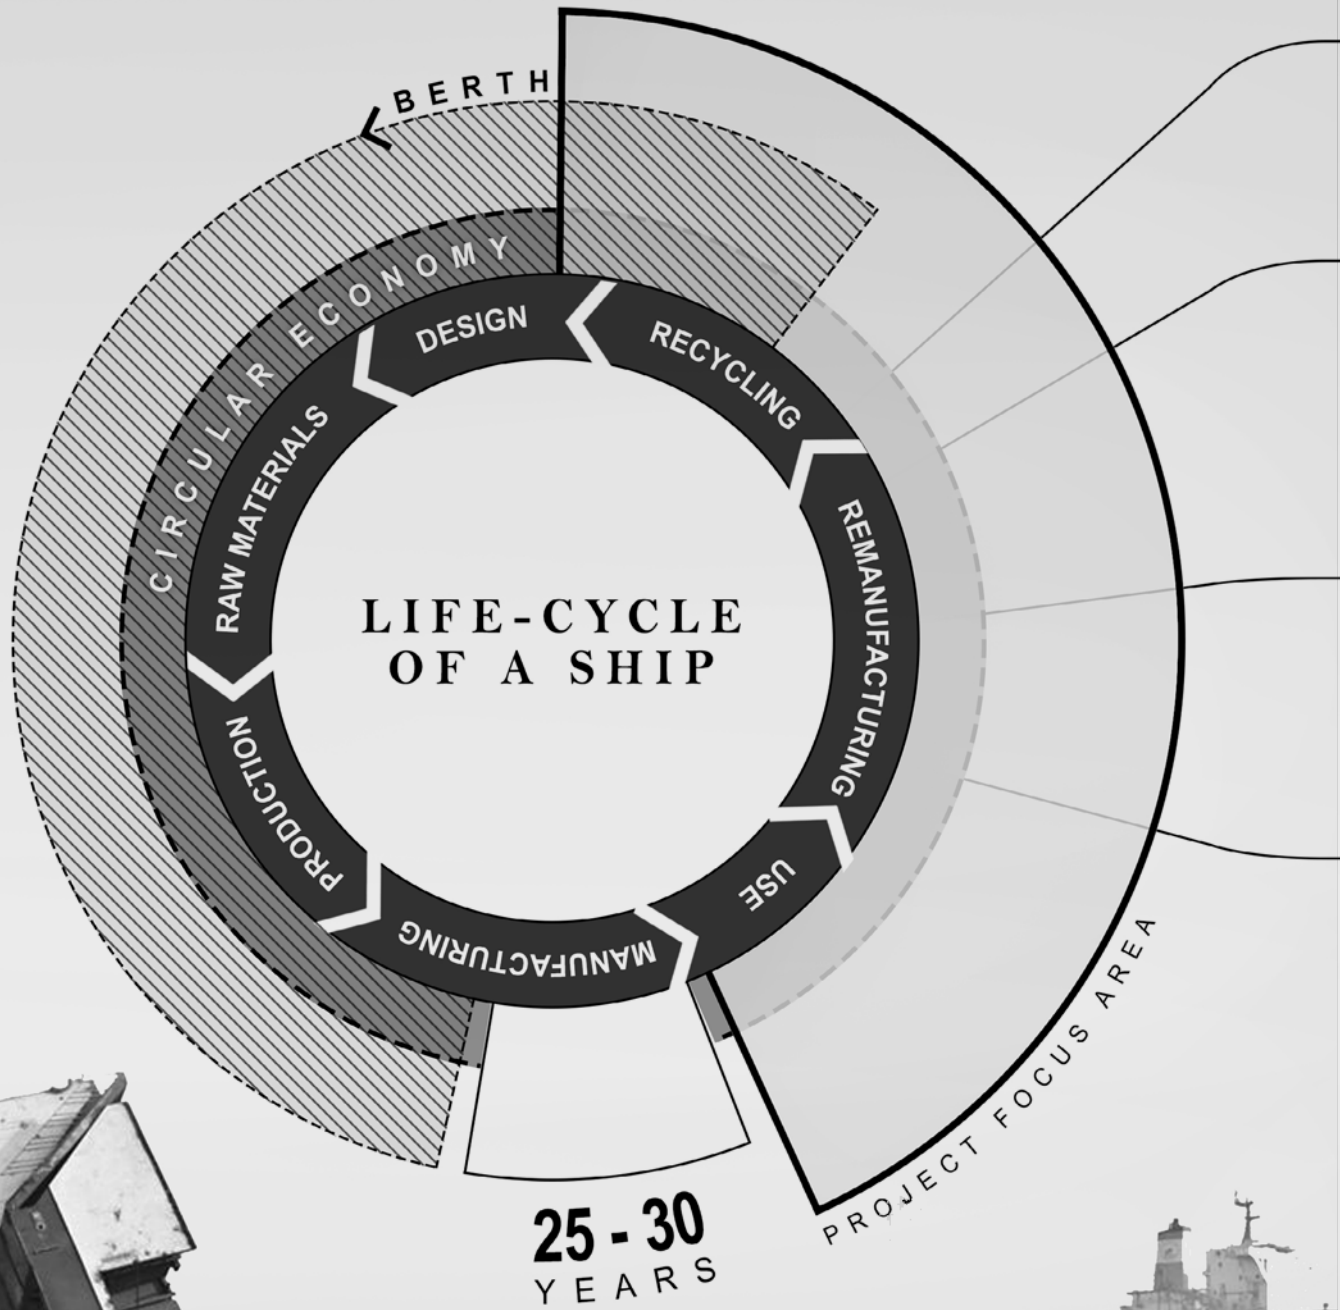 BERTH
CIRCULAR ECONOMY
DESIGN
RECYCLING
RAW MATERIALS
REMANUFACTURING
LIFE-CYCLE
OF A SHIP
PRODUCTION
USE
MANUFACTURING
PROJECT FOCUS AREA
25 - 30
YEARS